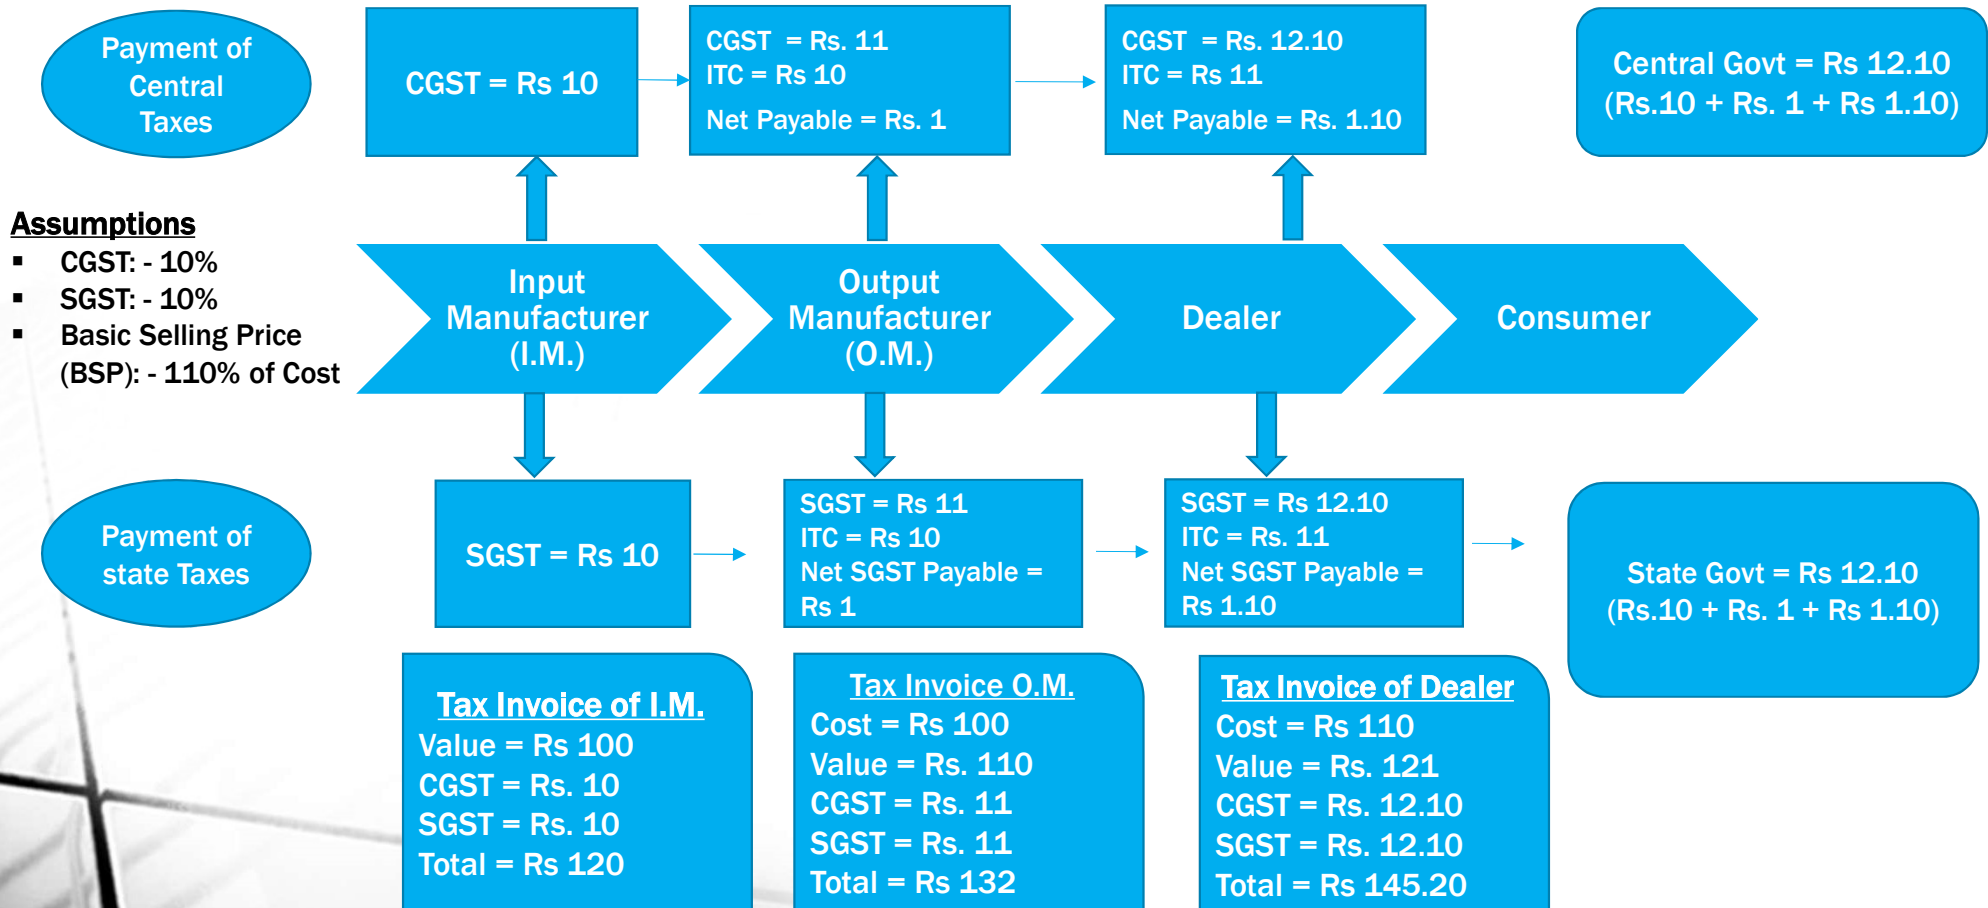 Payment of
Central
Taxes
CGST = Rs 10
CGST = Rs. 11
ITC = Rs 10
Net Payable = Rs. 1
CGST = Rs. 12.10
ITC = Rs 11
Net Payable = Rs. 1.10
Central Govt = Rs 12.10
(Rs.10 + Rs. 1 + Rs 1.10)
Assumptions
▪ CGST: - 10%
▪ SGST: - 10%
▪ Basic Selling Price
(BSP): - 110% of Cost
Input
Manufacturer
(I.M.)
Output
Manufacturer
(O.M.)
Dealer
Consumer
Payment of
state Taxes
SGST = Rs 10
SGST = Rs 11
ITC = Rs 10
Net SGST Payable =
Rs 1
SGST = Rs 12.10
ITC = Rs. 11
Net SGST Payable =
Rs 1.10
State Govt = Rs 12.10
(Rs.10 + Rs. 1 + Rs 1.10)
Tax Invoice of I.M.
Value = Rs 100
CGST = Rs. 10
SGST = Rs. 10
Total = Rs 120
Tax Invoice O.M.
Cost = Rs 100
Value = Rs. 110
CGST = Rs. 11
SGST = Rs. 11
Total = Rs 132
Tax Invoice of Dealer
Cost = Rs 110
Value = Rs. 121
CGST = Rs. 12.10
SGST = Rs. 12.10
Total = Rs 145.20